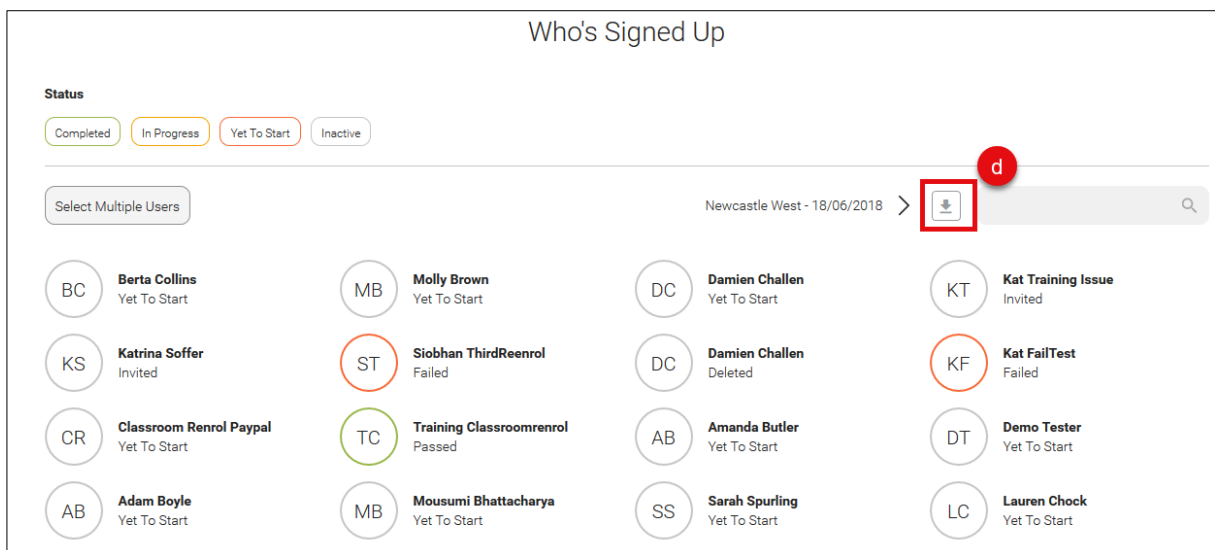 Who's Signed Up
Status
Completed In Progress Yet To Start Inactive
d
Select Multiple Users Newcastle West - 18/06/2018
BC Berta Collins MB Molly Brown DC Damien Challen KT Kat Training Issue
Yet To Start Yet To Start Yet To Start Invited
KS Katrina Soffer ST Siobhan ThirdReenrol DC Damien Challen KF Kat FailTest
Invited Failed Deleted Failed
CR Classroom Renrol Paypal TC Training Classroomrenrol AB Amanda Butler DT Demo Tester
Yet To Start Passed Yet To Start Yet To Start
AB Adam Boyle MB Mousumi Bhattacharya SS Sarah Spurling LC Lauren Chock
Yet To Start Yet To Start Yet To Start Yet To Start